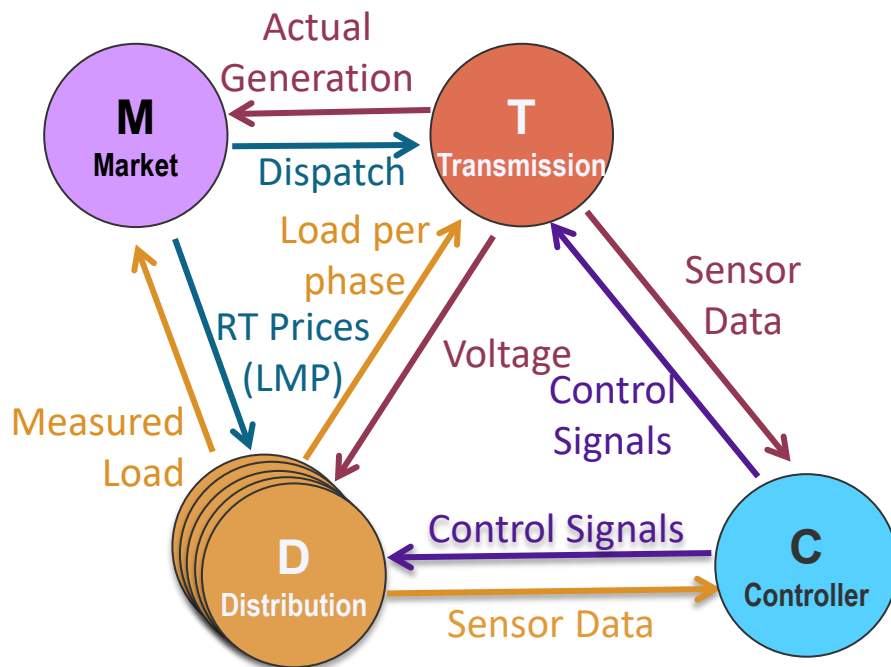 Actual
Generation
M
Market
T
Transmission
Dispatch
Load per
phase
Sensor
Data
RT Prices
(LMP)
Voltage
Control
Signals
Measured
Load
Control Signals
D
Distribution
C
Controller
Sensor Data